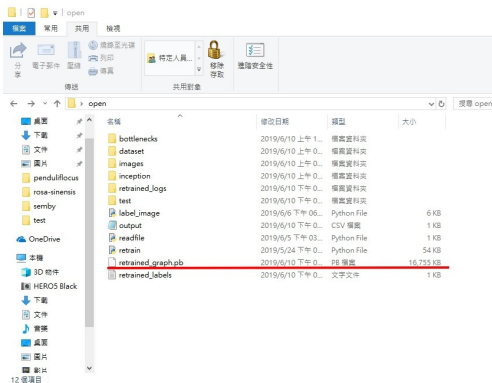 open
檔案 常用 共用 檢視
分享 電子郵件 壓縮 燒錄至光碟 列印 傳真 特定人員... 移除存取 進階安全性
傳送 共用對象
open 搜尋 open
名稱 修改日期 類型 大小
桌面
下載
文件
圖片
penduliflocus
rosa-sinensis
semby
test
OneDrive
本機
3D 物件
HERO5 Black
下載
文件
音樂
桌面
圖片
影片
bottlenecks 2019/6/10 上午 1... 檔案資料夾
dataset 2019/6/10 上午 0... 檔案資料夾
images 2019/6/10 下午 0... 檔案資料夾
inception 2019/6/10 下午 0... 檔案資料夾
retrained_logs 2019/6/10 下午 0... 檔案資料夾
test 2019/6/10 下午 0... 檔案資料夾
label_image 2019/6/6 下午 06... Python File 6 KB
output 2019/6/10 下午 0... CSV 檔案 1 KB
readfile 2019/6/5 下午 03... Python File 1 KB
retrain 2019/5/24 下午 0... Python File 54 KB
retrained_graph.pb 2019/6/10 下午 0... PB 檔案 16,755 KB
retrained_labels 2019/6/10 下午 0... 文字文件 1 KB
12 個項目